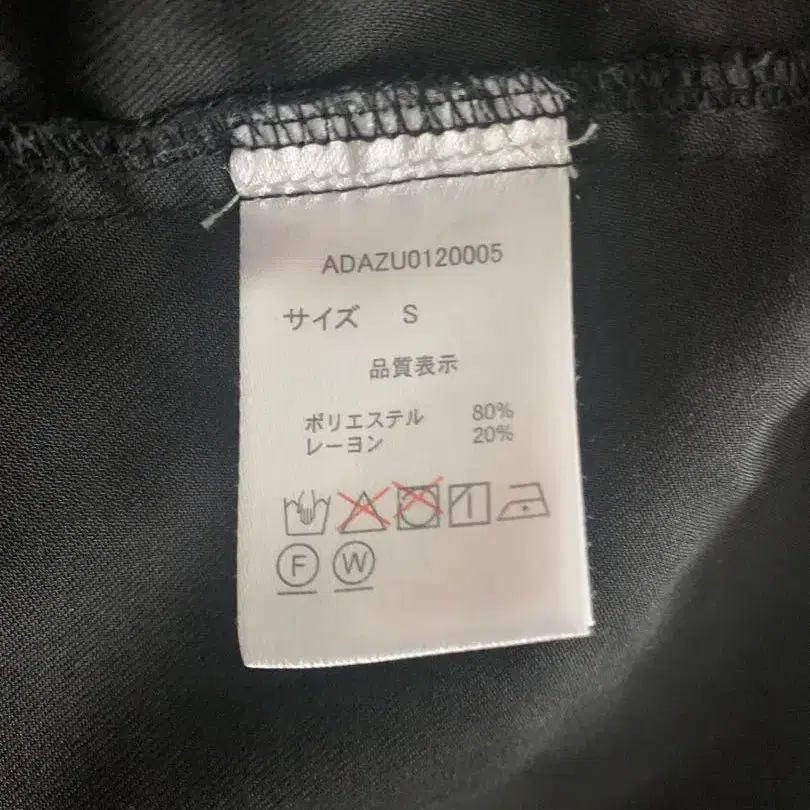 ADAZU0120005
サイズ S
品質表示
ポリエステル 80%
レーヨン 20%
F W